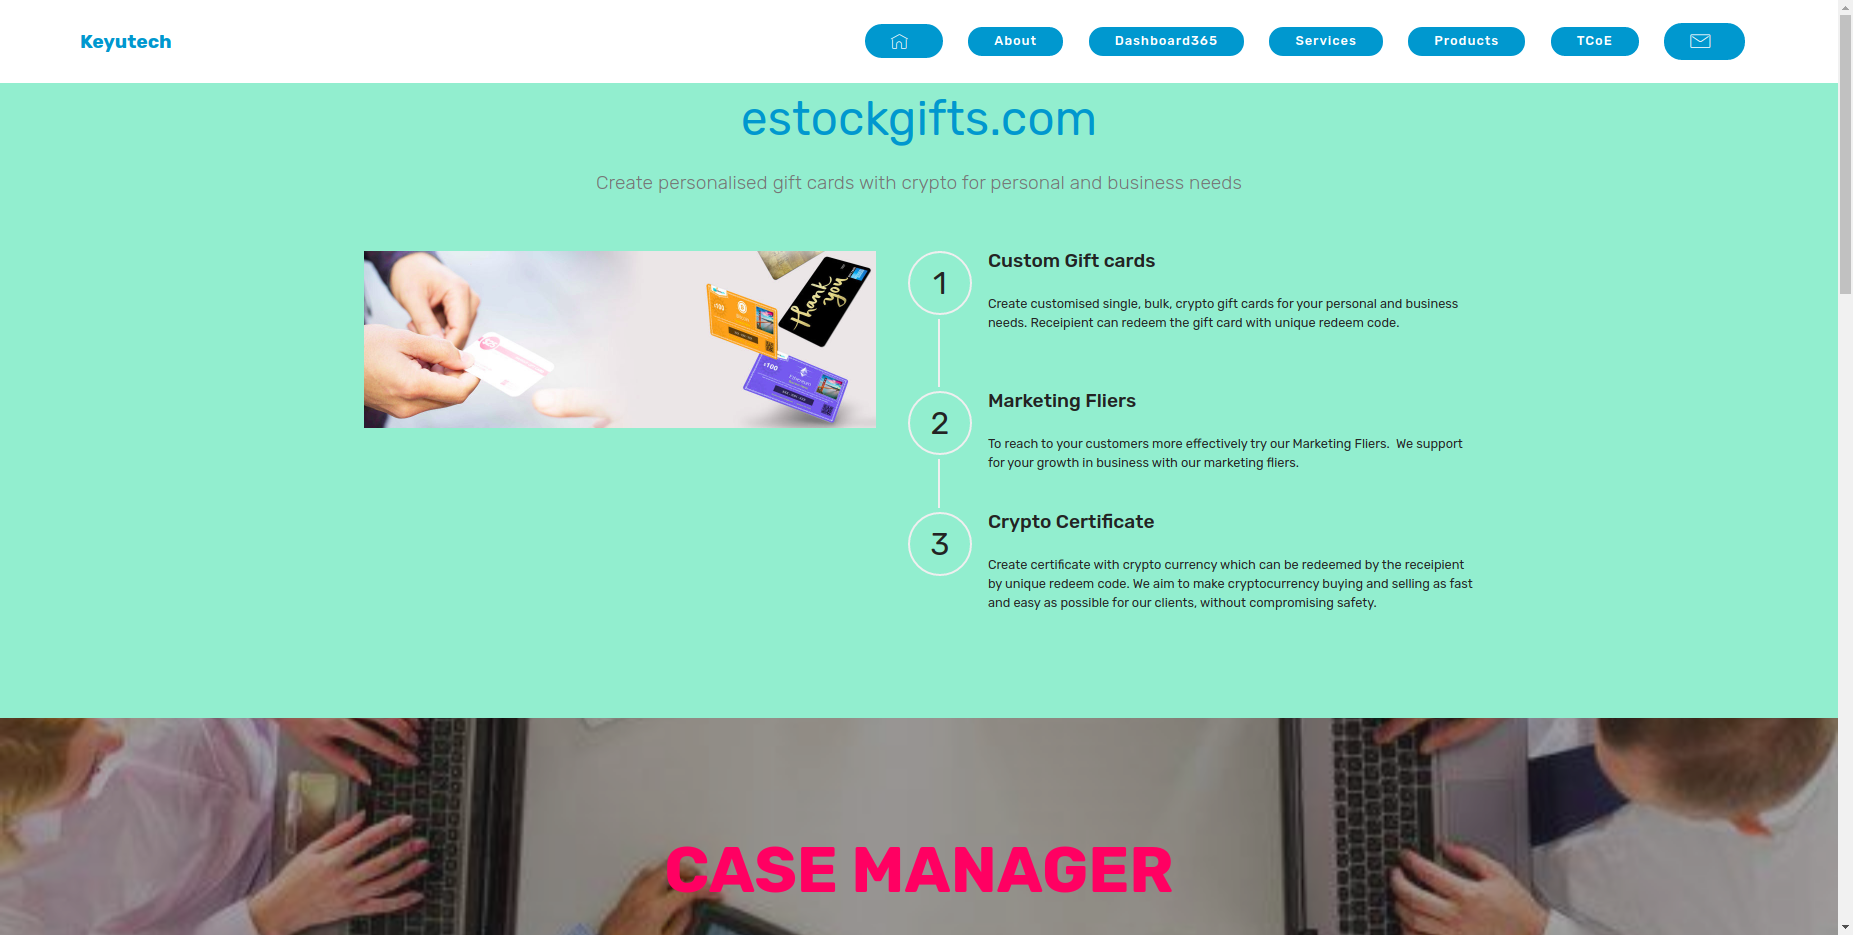 Keyutech
About
Dashboard365
Services
Products
TCoE
estockgifts.com
Create personalised gift cards with crypto for personal and business needs
thank
you
€100
1
Custom Gift cards
Create customised single, bulk, crypto gift cards for your personal and business
needs. Receipient can redeem the gift card with unique redeem code.
2
Marketing Fliers
To reach to your customers more effectively try our Marketing Fliers.  We support
for your growth in business with our marketing fliers.
3
Crypto Certificate
Create certificate with crypto currency which can be redeemed by the receipient
by unique redeem code. We aim to make cryptocurrency buying and selling as fast
and easy as possible for our clients, without compromising safety.
CASE MANAGER